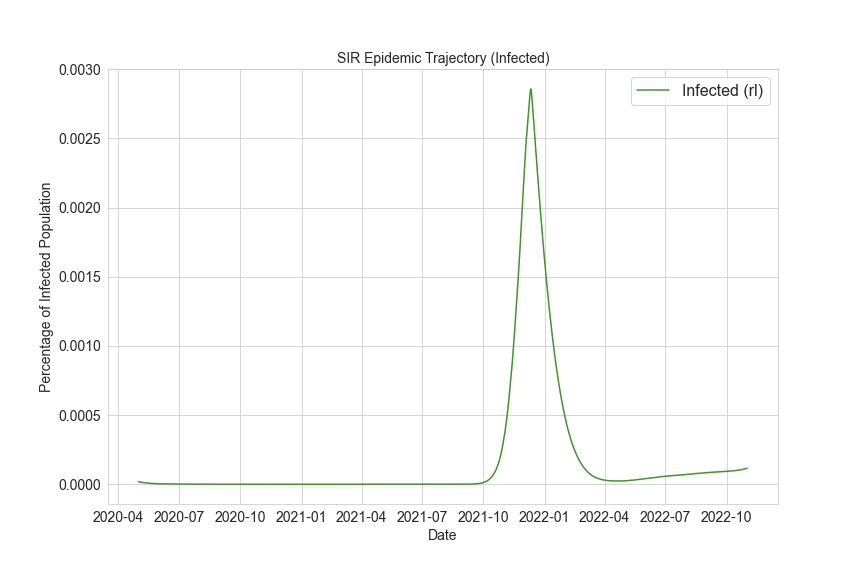 SIR Epidemic Trajectory (Infected)
Infected (rI)
Percentage of Infected Population
0.0030
0.0025
0.0020
0.0015
0.0010
0.0005
0.0000
2020-04 2020-07 2020-10 2021-01 2021-04 2021-07 2021-10 2022-01 2022-04 2022-07 2022-10
Date